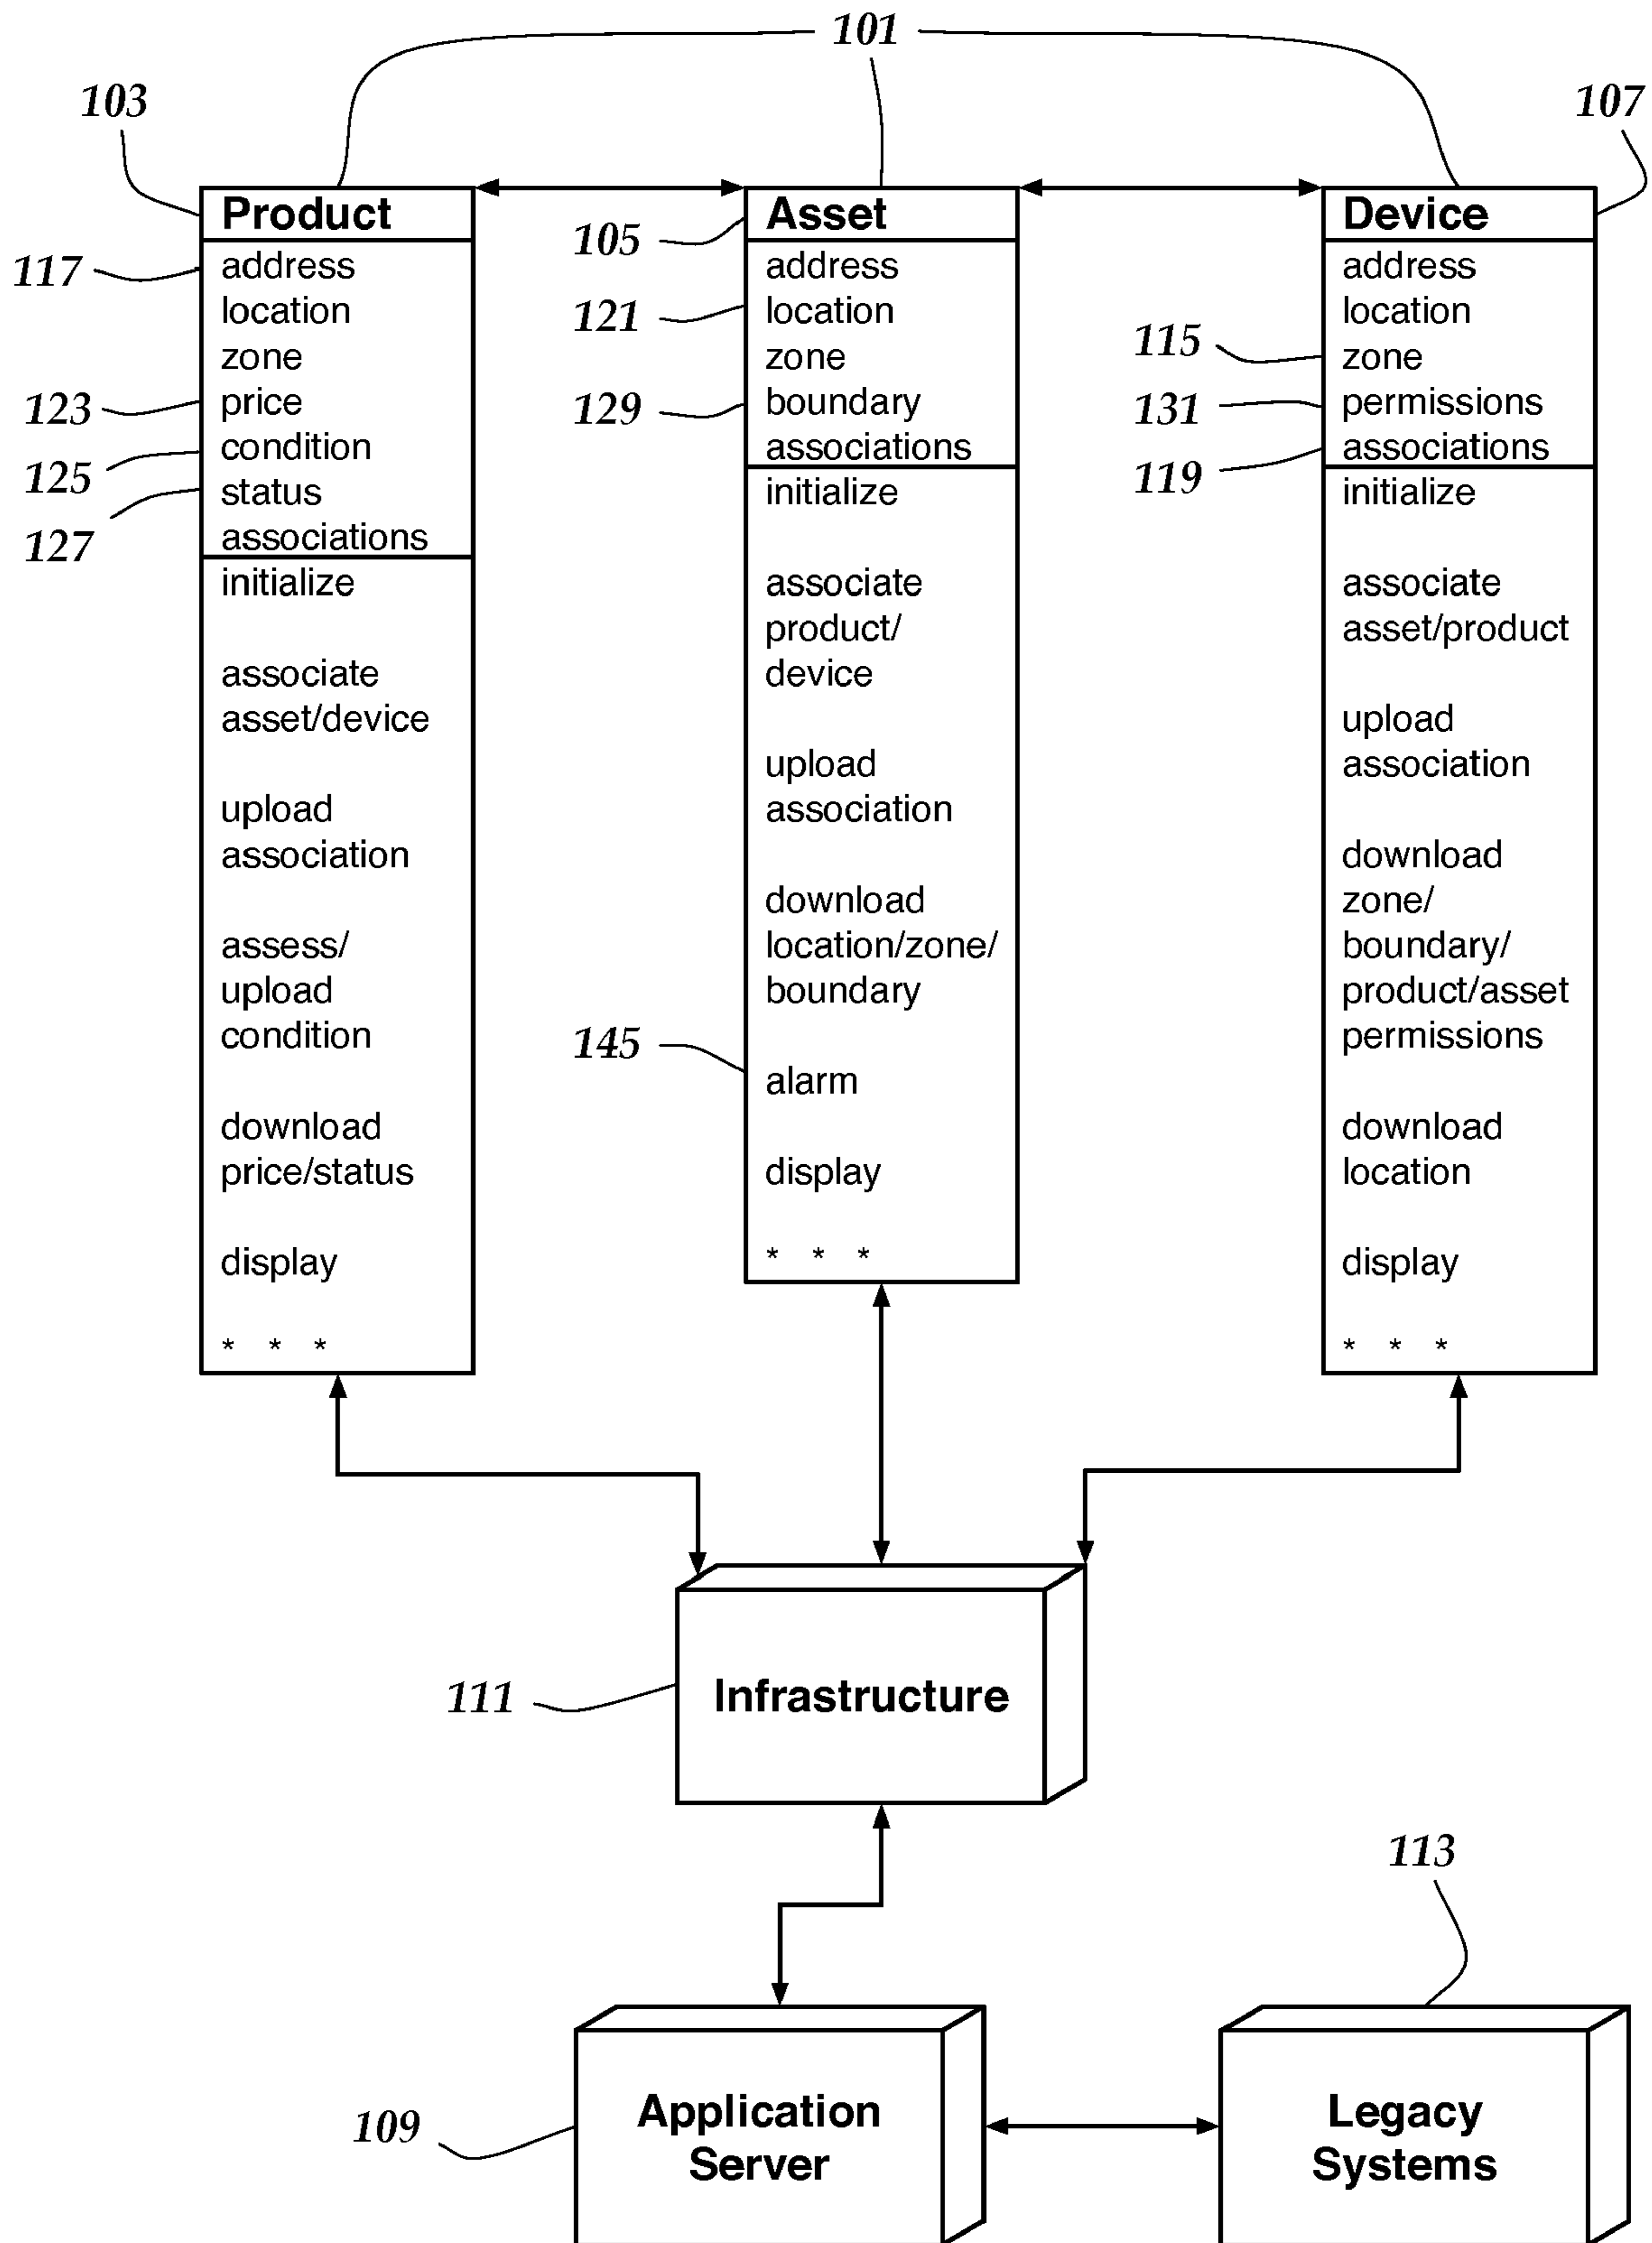 101
103
107
Product
Asset
Device
105
117
address
location
zone
price
condition
status
associations
123
125
127
initialize
associate
asset/device
upload
association
assess/
upload
condition
download
price/status
display
* * *
address
location
zone
boundary
associations
121
129
initialize
associate
product/
device
upload
association
download
location/zone/
boundary
145
alarm
display
* * *
address
location
zone
permissions
associations
115
131
119
initialize
associate
asset/product
upload
association
download
zone/
boundary/
product/asset
permissions
download
location
display
* * *
111
Infrastructure
113
109
Application
Server
Legacy
Systems